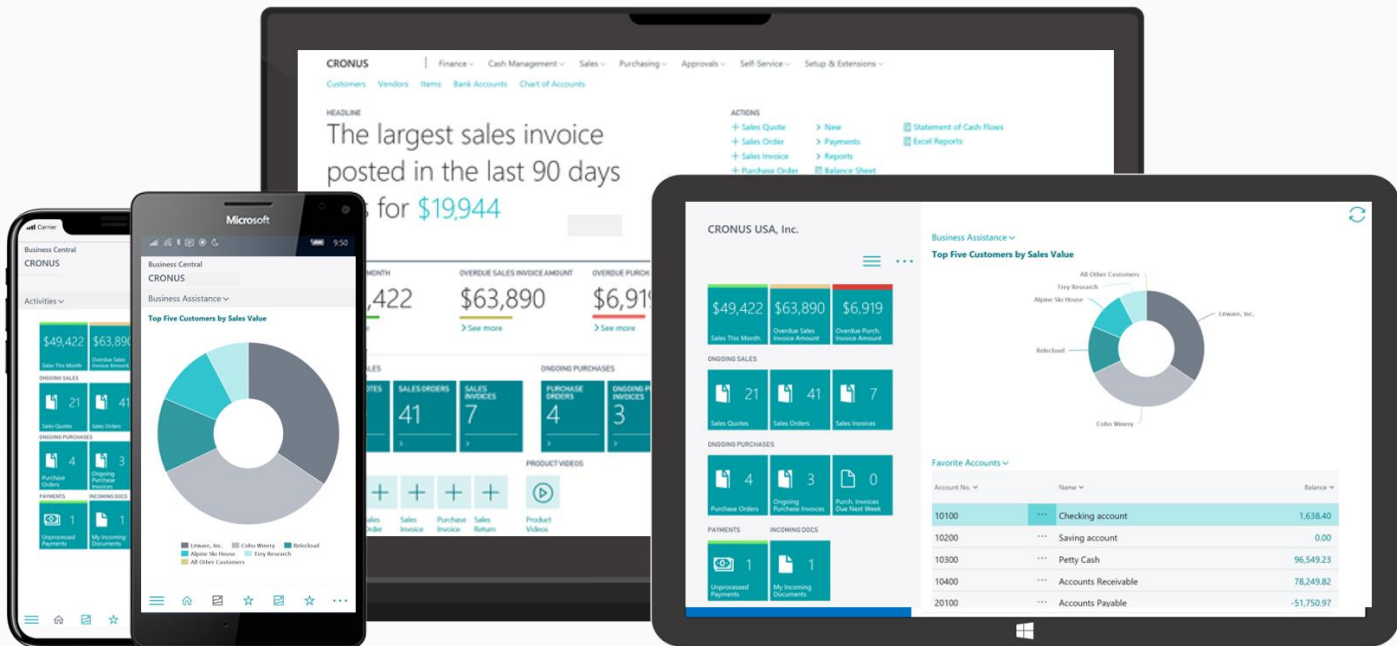 CRONUS
Finance Cash Management Sales Purchasing Approvals Self-Service Setup & Extensions
Customers Vendors Items Bank Accounts Chart of Accounts
HEADLINE
The largest sales invoice
posted in the last 90 days
for $19,944
ACTIONS
+ Sales Quote > New Statement of Cash Flows
+ Sales Order > Payments Excel Reports
+ Sales Invoice > Reports
+ Purchase Order Balance Sheet
MONTH OVERDUE SALES INVOICE AMOUNT OVERDUE PURCH
,422 $63,890 $6,91
> See more > See more
ONGOING PURCHASES
SALES ORDERS SALES INVOICES PURCHASE ORDERS ONGOING
41 7 4 3
PRODUCT VIDEOS
Sales Invoice
Purchase Invoice
Sales Return
Product Videos
Carrier
Business Central
CRONUS
Activities
$49,422 $63,890
Sales This Month Overdue Sales Invoice Amount
ONGOING SALES
21 41
Sales Quotes Sales Orders
ONGOING PURCHASES
4 3
Purchase Orders Ongoing Purchase Invoices
PAYMENTS INCOMING DOCS
1 1
Unprocessed Payments My Incoming Documents
Microsoft
9:50
Business Central
CRONUS
Business Assistance
Top Five Customers by Sales Value
Litware, Inc. Coho Winery Relecloud
Alpine Ski House Trey Research
All Other Customers
CRONUS USA, Inc.
$49,422 $63,890 $6,919
Sales This Month Overdue Sales Invoice Amount Overdue Purch. Invoice Amount
ONGOING SALES
21 41 7
Sales Quotes Sales Orders Sales Invoices
ONGOING PURCHASES
4 3 0
Purchase Orders Ongoing Purchase Invoices Purch. Invoices Due Next Week
PAYMENTS INCOMING DOCS
1 1
Unprocessed Payments My Incoming Documents
Business Assistance
Top Five Customers by Sales Value
All Other Customers
Trey Research
Alpine Ski House
Litware, Inc.
Relecloud
Coho Winery
Favorite Accounts
Account No. Name Balance
10100 ··· Checking account 1,638.40
10200 ··· Saving account 0.00
10300 ··· Petty Cash 96,549.23
10400 ··· Accounts Receivable 78,249.82
20100 ··· Accounts Payable -51,750.97